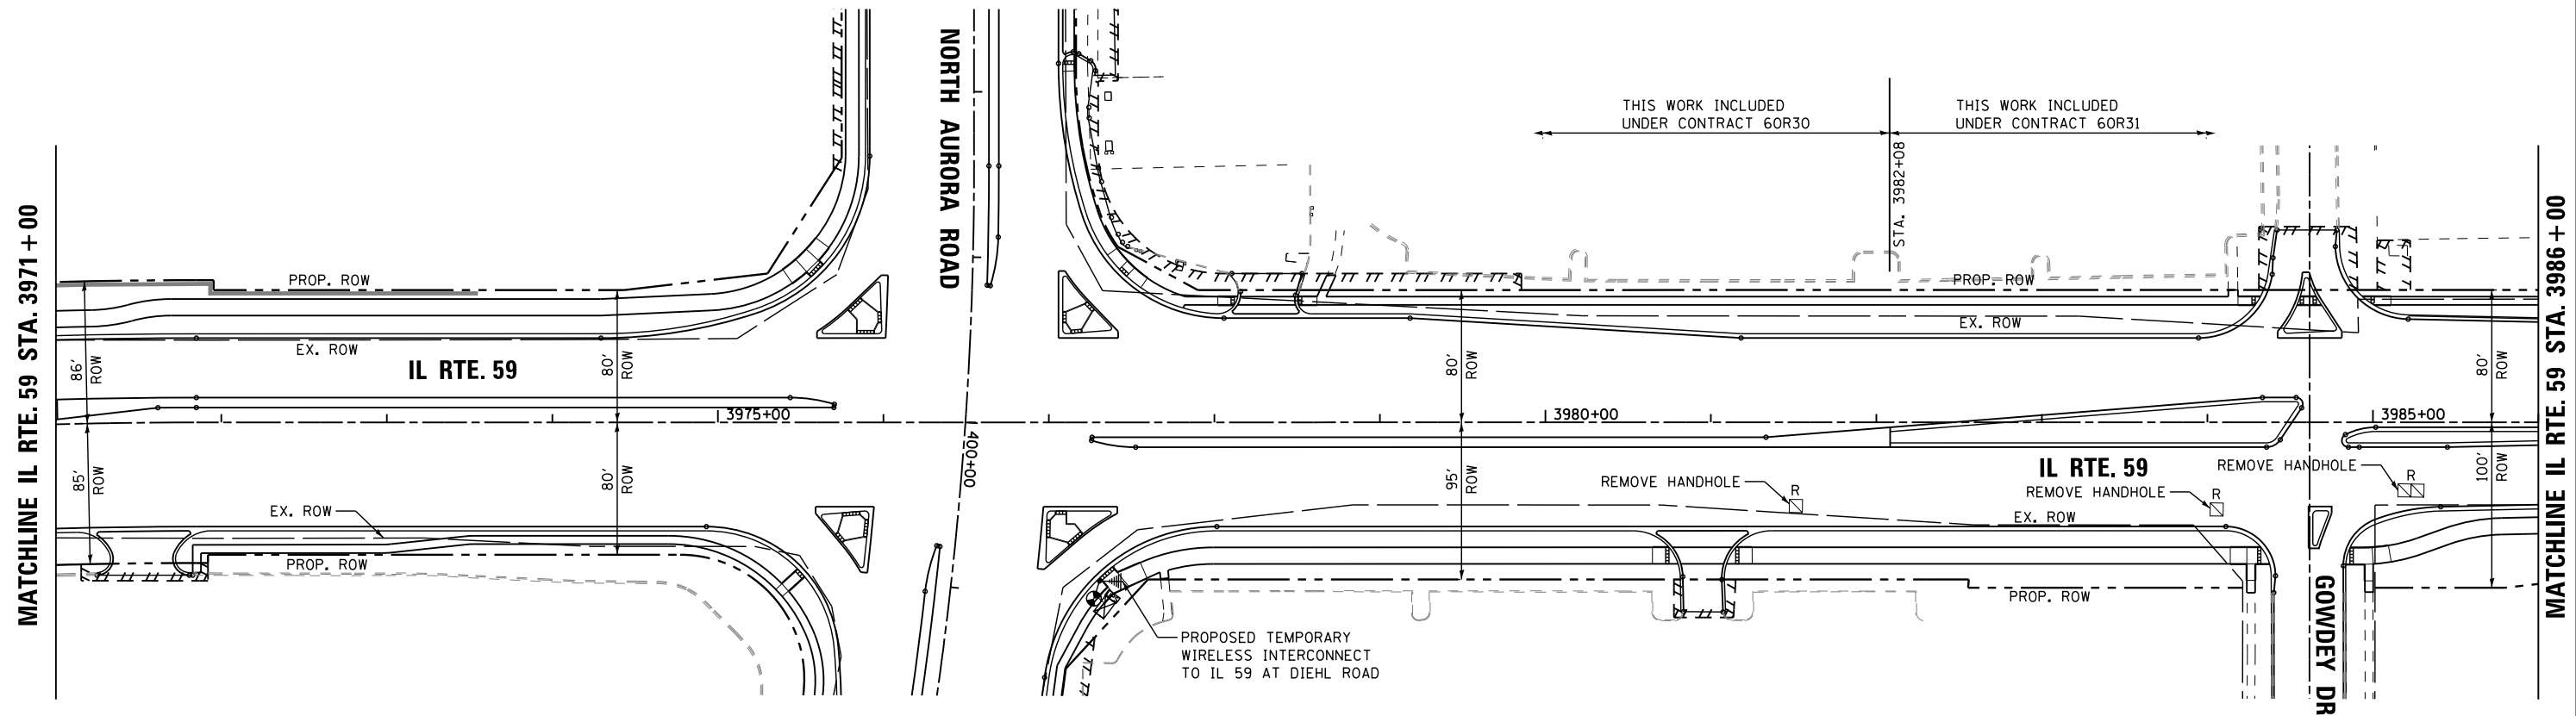 MATCHLINE IL RTE. 59 STA. 3971+00
NORTH AURORA ROAD
THIS WORK INCLUDED
UNDER CONTRACT 60R30
THIS WORK INCLUDED
UNDER CONTRACT 60R31
STA. 3982+08
PROP. ROW
PROP. ROW
EX. ROW
EX. ROW
IL RTE. 59
86'
ROW
80'
ROW
80'
ROW
80'
ROW
3975+00
3980+00
3985+00
400+00
85'
ROW
80'
ROW
95'
ROW
100'
ROW
IL RTE. 59
REMOVE HANDHOLE
R
REMOVE HANDHOLE
R
REMOVE HANDHOLE
R
EX. ROW
EX. ROW
PROP. ROW
PROP. ROW
GOWDEY DR
PROPOSED TEMPORARY
WIRELESS INTERCONNECT
TO IL 59 AT DIEHL ROAD
MATCHLINE IL RTE. 59 STA. 3986+00